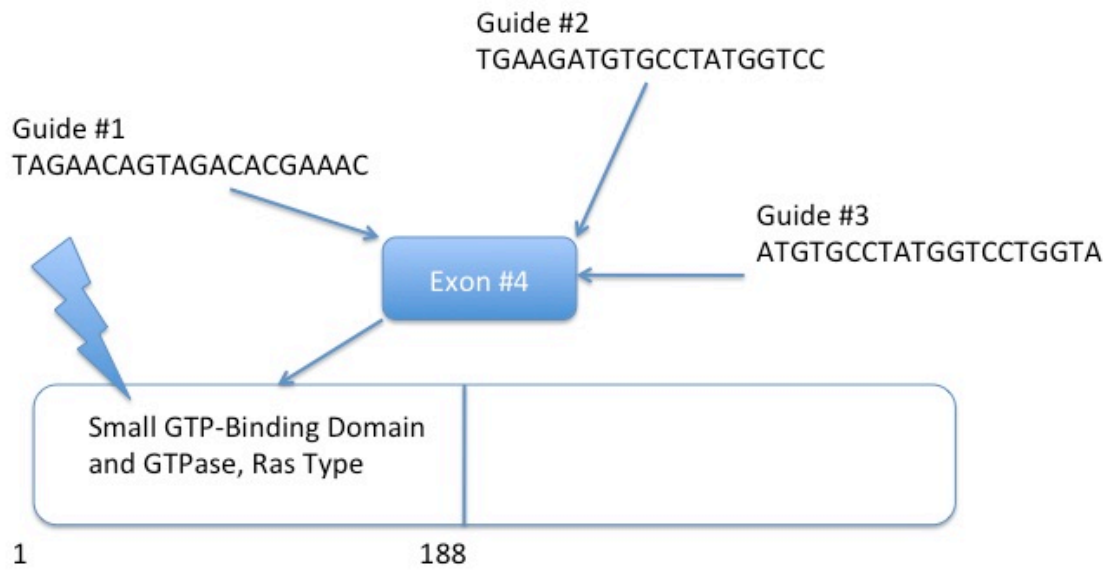 Guide #2
TGAAGATGTGCCTATGGTCC
Guide #1
TAGAACAGTAGACACGAAAC
Guide #3
ATGTGCCTATGGTCCTGGTA
Exon #4
Small GTP-Binding Domain
and GTPase, Ras Type
1
188